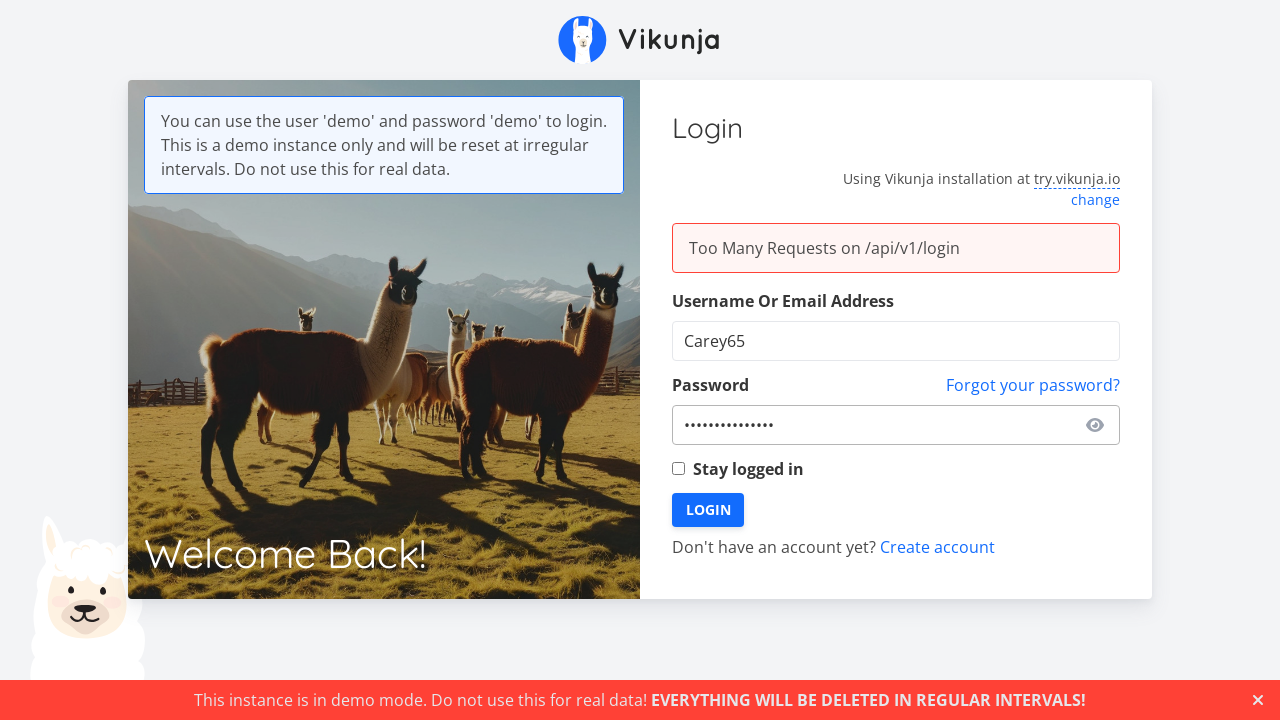 Vikunja
You can use the user 'demo' and password 'demo' to login.
This is a demo instance only and will be reset at irregular
intervals. Do not use this for real data.
Welcome Back!
Login
Using Vikunja installation at try.vikunja.io
change
Too Many Requests on /api/v1/login
Username Or Email Address
Carey65
Password Forgot your password?
•••••••••••••••
Stay logged in
LOGIN
Don't have an account yet? Create account
This instance is in demo mode. Do not use this for real data! EVERYTHING WILL BE DELETED IN REGULAR INTERVALS!